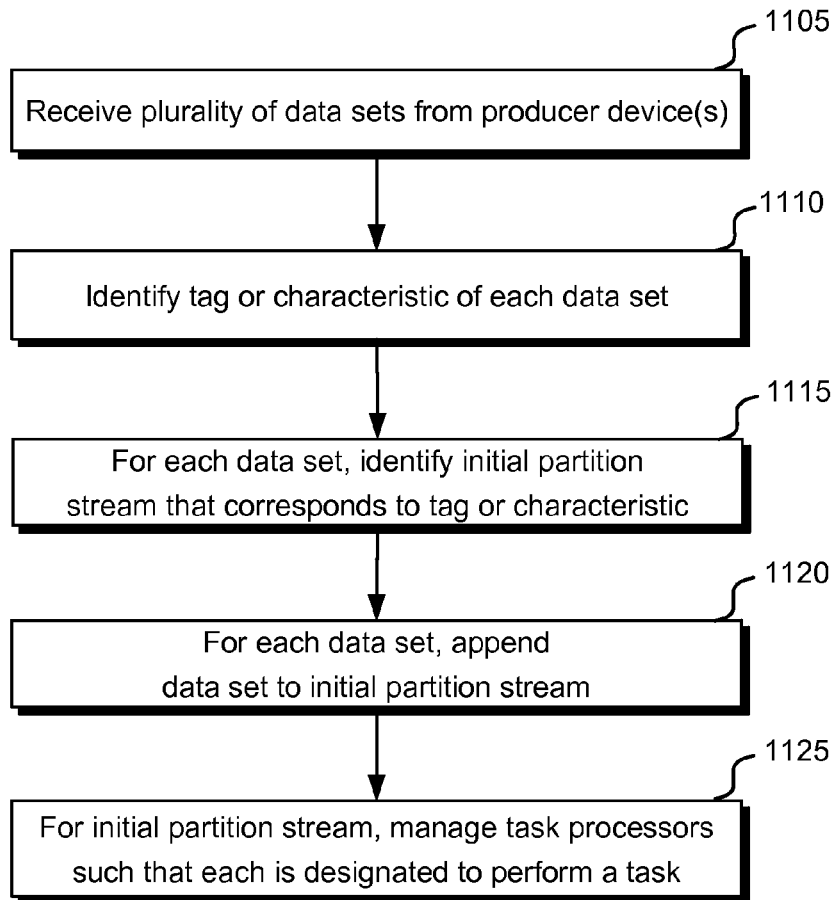 1105
Receive plurality of data sets from producer device(s)
1110
Identify tag or characteristic of each data set
1115
For each data set, identify initial partition
stream that corresponds to tag or characteristic
1120
For each data set, append
data set to initial partition stream
1125
For initial partition stream, manage task processors
such that each is designated to perform a task